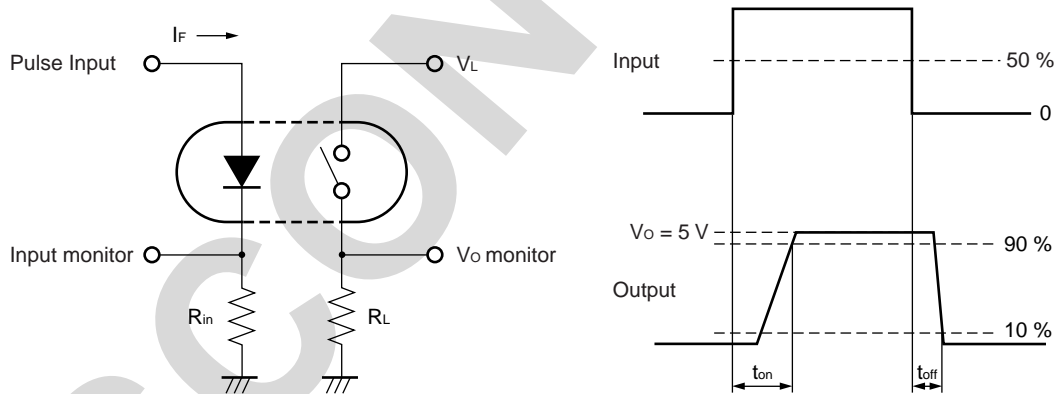 IF
Pulse Input
VL
Input monitor
VO monitor
Rin
RL
Input
50 %
0
VO = 5 V
90 %
Output
10 %
ton
toff